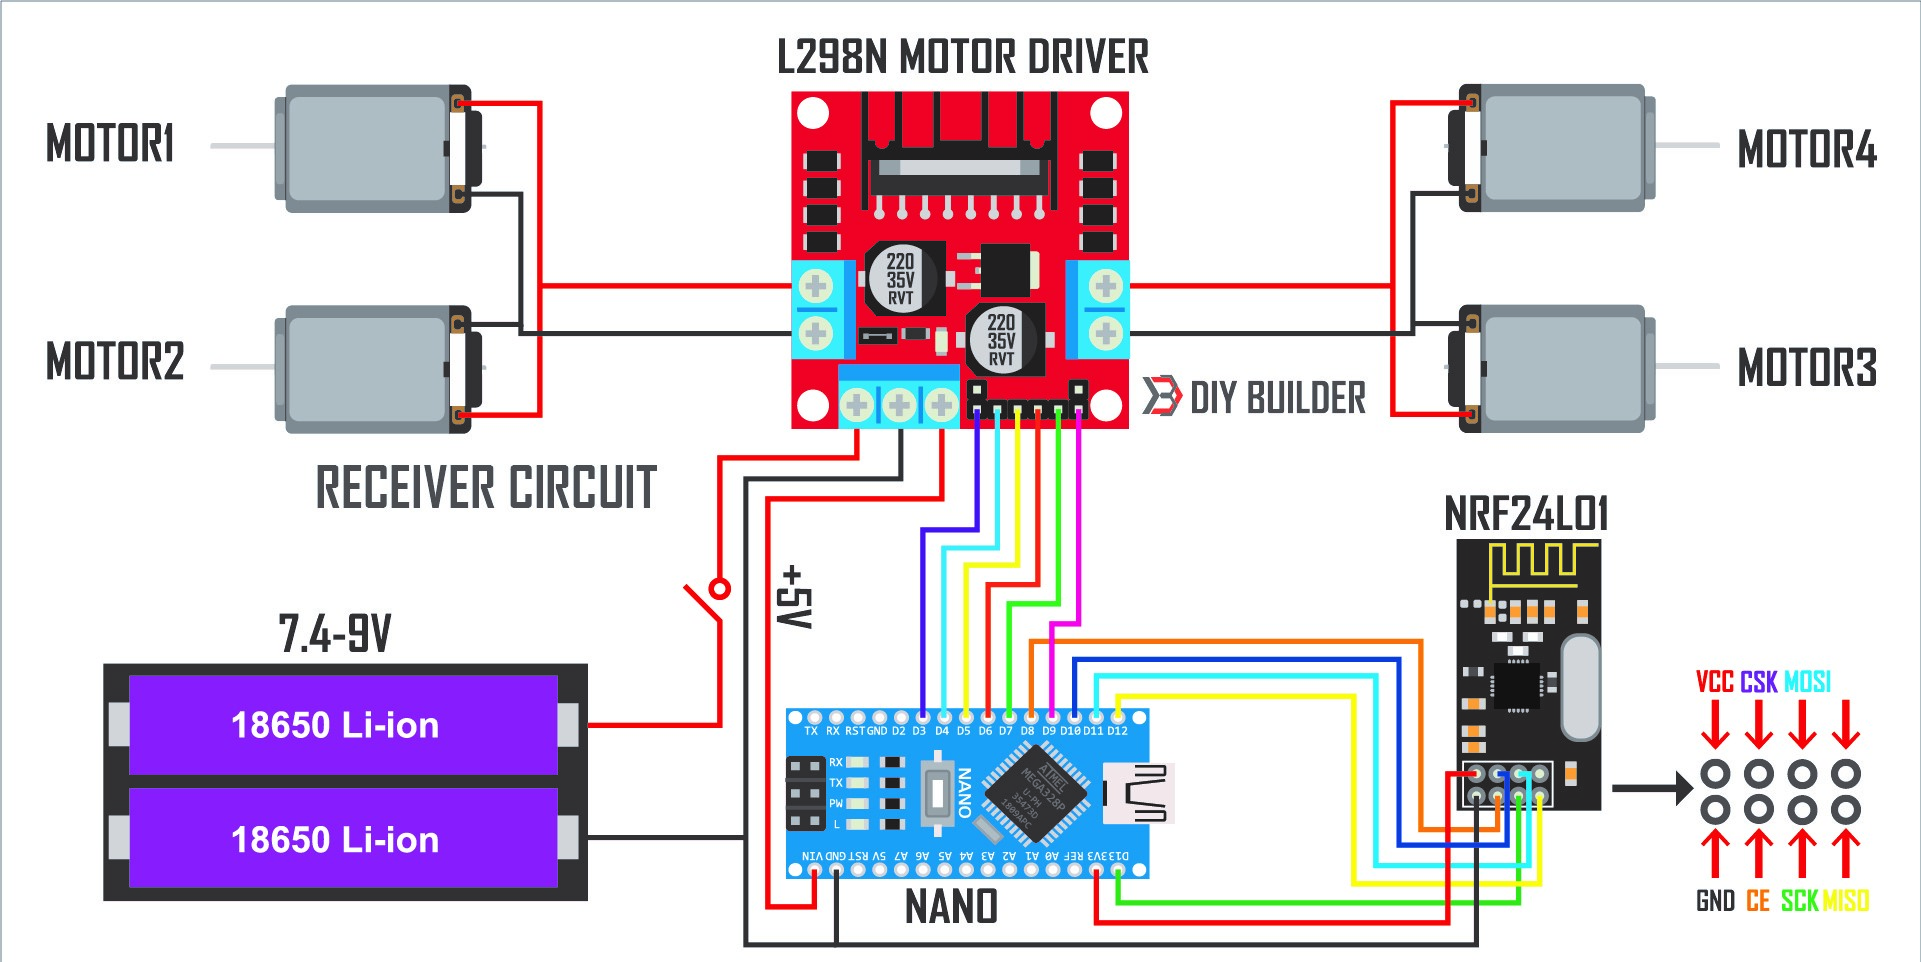 L298N MOTOR DRIVER
MOTOR1
MOTOR4
220
35V
RVT
220
35V
RVT
MOTOR2
MOTOR3
DIY BUILDER
RECEIVER CIRCUIT
NRF24L01
+5V
7.4-9V
18650 Li-ion
18650 Li-ion
VCC CSK MOSI
GND CE SCK MISO
TX RX RST GND D2 D3 D4 D5 D6 D7 D8 D9 D10 D11 D12
RX
TX
PW
L
NANO
ATMEL
MEGA328P
U-PH
35473D
1809APC
VIN GND RST 5V A7 A6 A5 A4 A3 A2 A1 A0 REF 3V3 D13
NANO